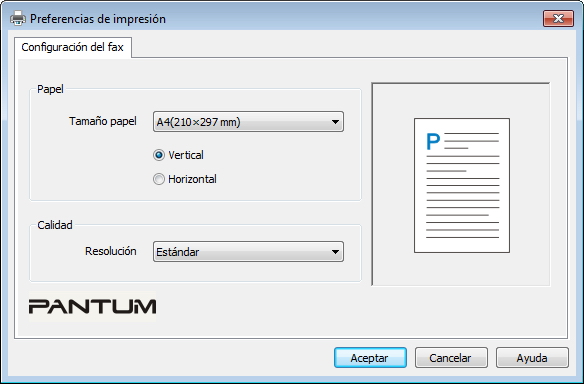 Preferencias de impresión
Configuración del fax
Papel
Tamaño papel
A4(210×297 mm)
Vertical
Horizontal
P
Calidad
Resolución
Estándar
PANTUM
Aceptar
Cancelar
Ayuda